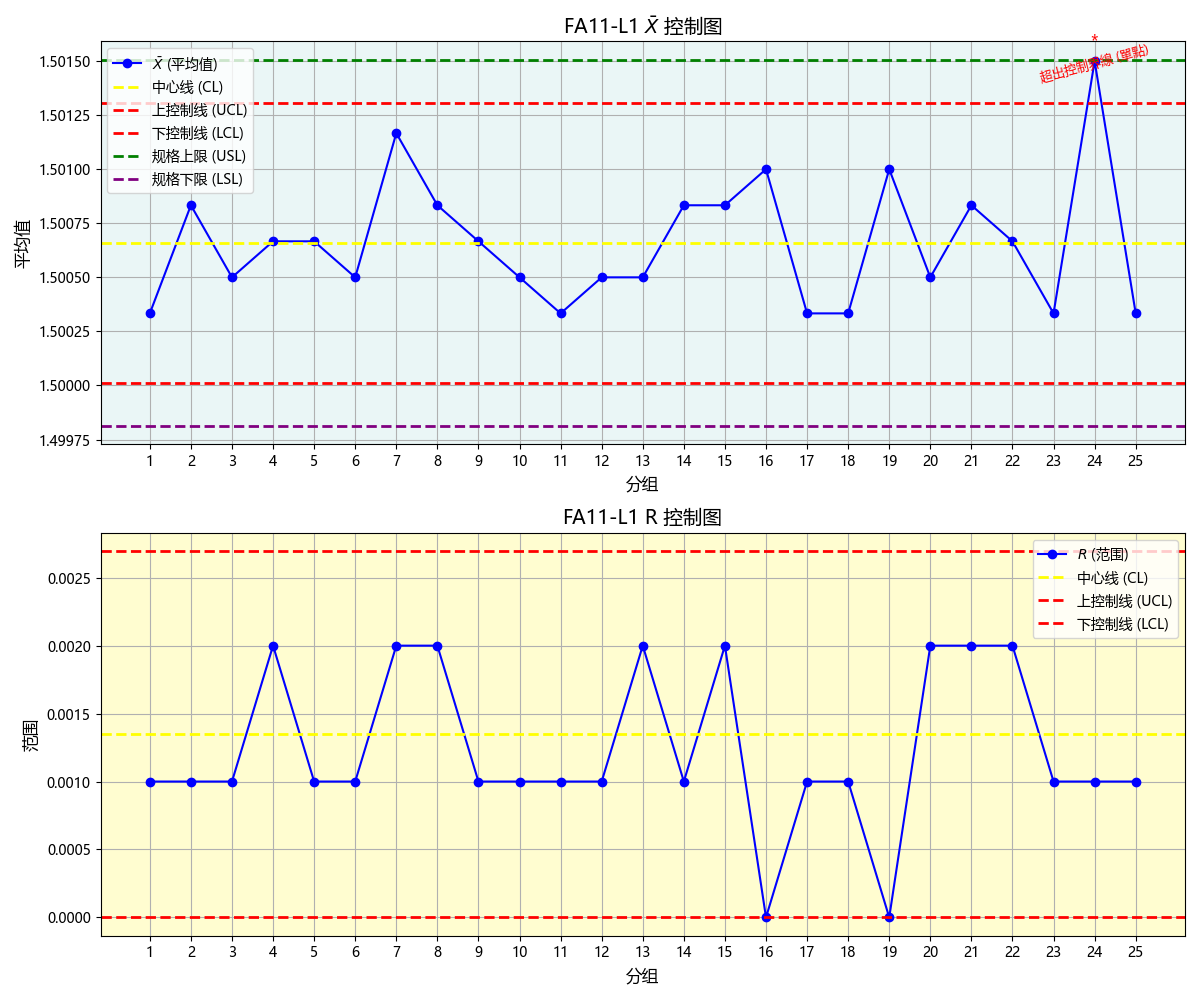 FA11-L1 X̄ 控制图
X̄ (平均值)
中心线 (CL)
上控制线 (UCL)
下控制线 (LCL)
规格上限 (USL)
规格下限 (LSL)
*
超出控制界線 (單點)
平均值
1.50150
1.50125
1.50100
1.50075
1.50050
1.50025
1.50000
1.49975
1 2 3 4 5 6 7 8 9 10 11 12 13 14 15 16 17 18 19 20 21 22 23 24 25
分组
FA11-L1 R 控制图
R (范围)
中心线 (CL)
上控制线 (UCL)
下控制线 (LCL)
范围
0.0025
0.0020
0.0015
0.0010
0.0005
0.0000
1 2 3 4 5 6 7 8 9 10 11 12 13 14 15 16 17 18 19 20 21 22 23 24 25
分组